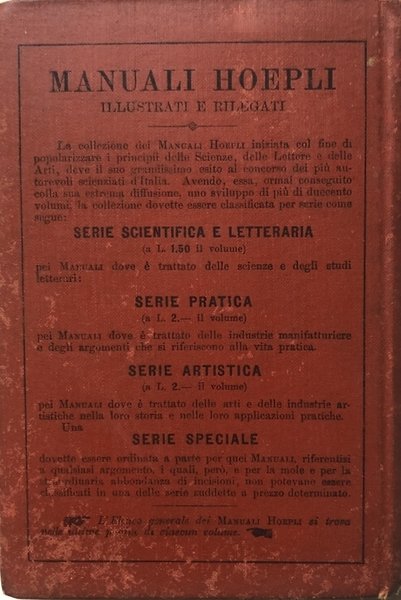 MANUALI HOEPLI
ILLUSTRATI E RILEGATI
La collezione dei MANUALI HOEPLI iniziata col fine di
popolarizzare i principii delle Scienze, delle Lettere e delle
Arti, deve il suo grandissimo esito al concorso dei più au-
torevoli scienziati d'Italia. Avendo, essa, ormai conseguito
colla sua estrema diffusione, uno sviluppo di più di duecento
volumi, la collezione dovette essere classificata per serie come
segue:
SERIE SCIENTIFICA E LETTERARIA
(a L. 1.50 il volume)
pei MANUALI dove è trattato delle scienze e degli studi
letterari:
SERIE PRATICA
(a L. 2.— il volume)
pei MANUALI dove è trattato delle industrie manifatturiere
e degli argomenti che si riferiscono alla vita pratica.
SERIE ARTISTICA
(a L. 2.— il volume)
pei MANUALI dove è trattato delle arti e delle industrie ar-
tistiche nella loro storia e nelle loro applicazioni pratiche.
Una
SERIE SPECIALE
dovette essere ordinata a parte per quei MANUALI, riferentisi
a qualsiasi argomento, i quali, però, e per la mole e per la
straordinaria abbondanza di incisioni, non potevano essere
classificati in una delle serie suddette a prezzo determinato.
L'Elenco generale dei MANUALI HOEPLI si trova
nelle ultime pagine di ciascun volume.